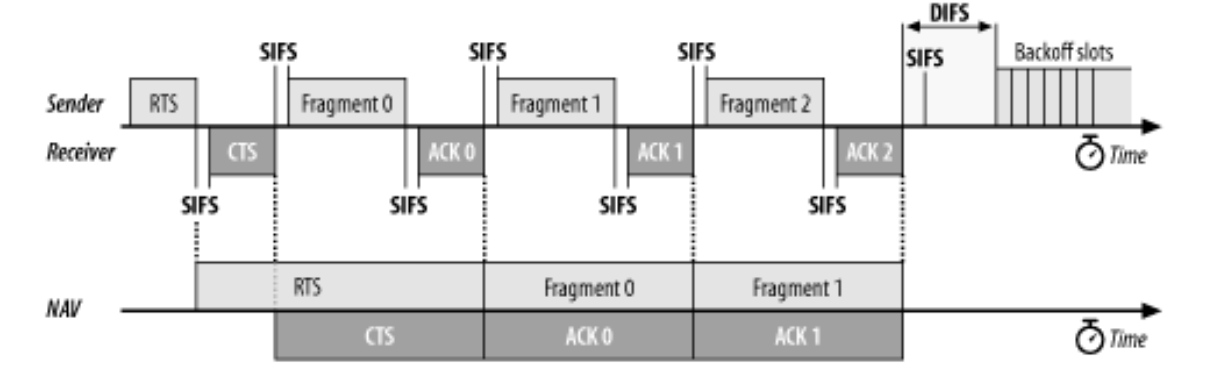 DIFS
SIFS SIFS SIFS SIFS Backoff slots
Sender RTS Fragment 0 Fragment 1 Fragment 2
Receiver CTS ACK 0 ACK 1 ACK 2 Time
SIFS SIFS SIFS SIFS
RTS Fragment 0 Fragment 1
NAV
CTS ACK 0 ACK 1 Time